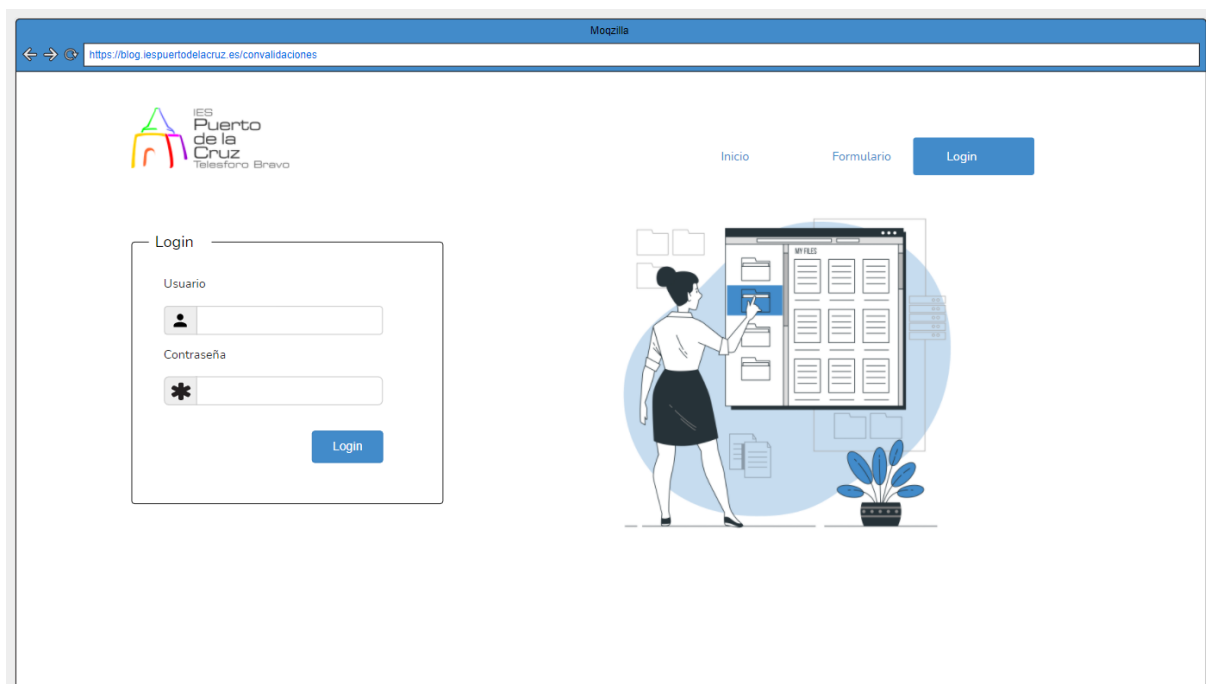 Moqzilla
https://blog.iespuertodelacruz.es/convalidaciones
IES
Puerto
de la
Cruz
Telesforo Bravo
Inicio
Formulario
Login
Login
Usuario
Contraseña
Login
MY FILES